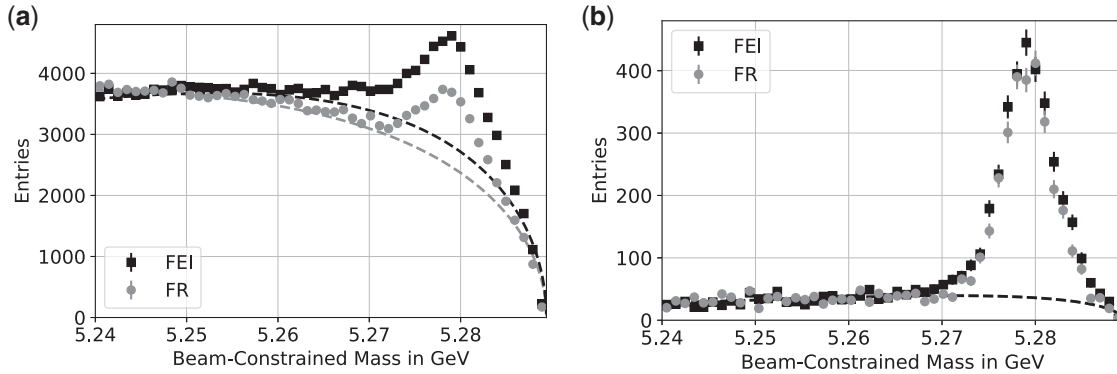 (a)
Entries
4000
3000
2000
1000
0
FEI
FR
5.24 5.25 5.26 5.27 5.28
Beam-Constrained Mass in GeV
(b)
Entries
400
300
200
100
0
FEI
FR
5.24 5.25 5.26 5.27 5.28
Beam-Constrained Mass in GeV